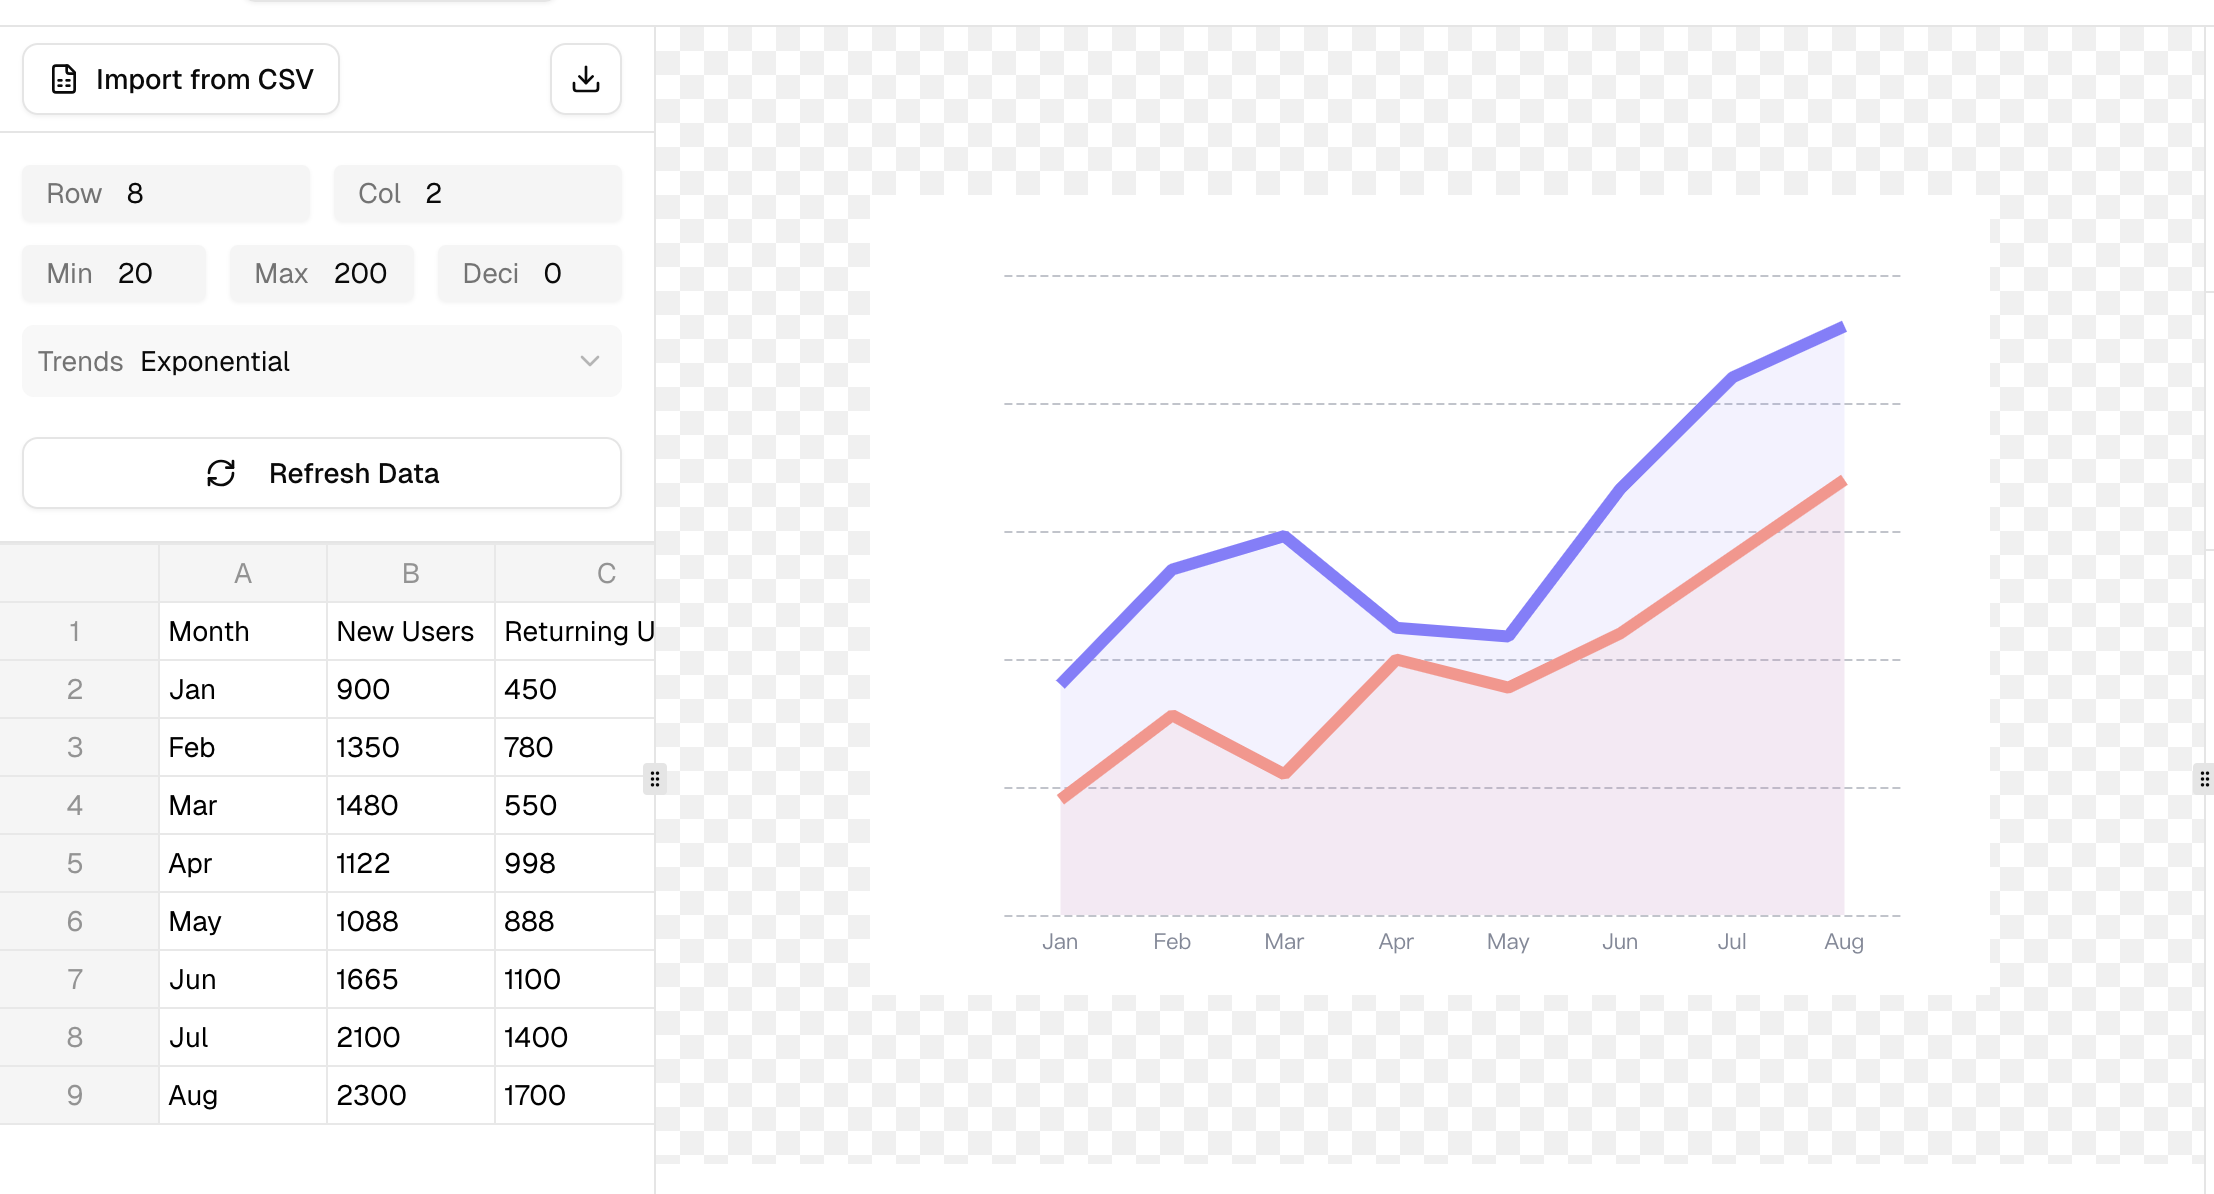 Import from CSV
Row 8 Col 2
Min 20 Max 200 Deci 0
Trends Exponential
Refresh Data
A B C
1 Month New Users Returning U
2 Jan 900 450
3 Feb 1350 780
4 Mar 1480 550
5 Apr 1122 998
6 May 1088 888
7 Jun 1665 1100
8 Jul 2100 1400
9 Aug 2300 1700
Jan Feb Mar Apr May Jun Jul Aug